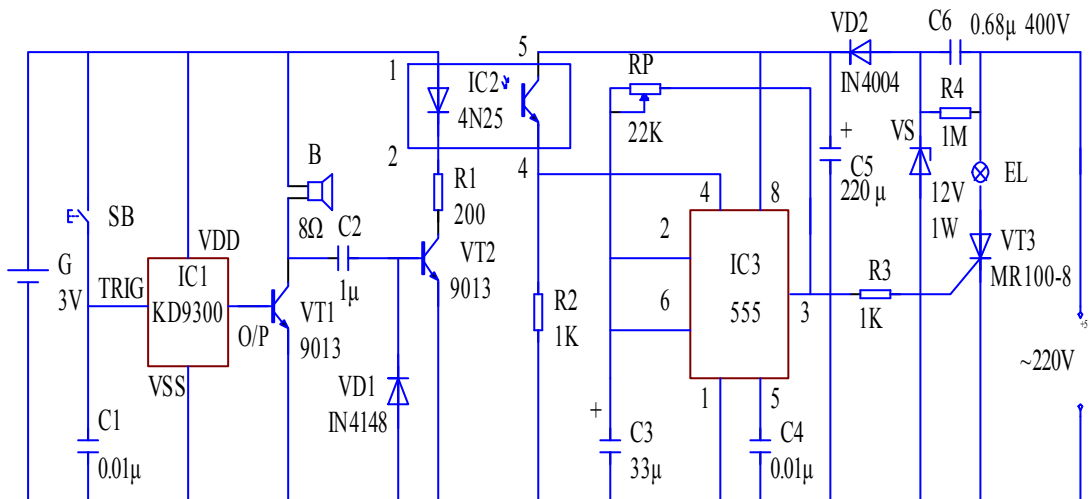 VD2
C6
0.68μ 400V
5
1
IC2
RP
IN4004
R4
4N25
22K
VS
1M
+
B
2
4
C5
R1
4
8
220 μ
12V
EL
SB
200
8Ω
C2
2
1W
VDD
VT2
VT3
G
IC1
IC3
R3
MR100-8
TRIG
1μ
9013
3V
KD9300
6
555
3
R2
VT1
1K
1K
O/P
9013
+5
~220V
VSS
VD1
1
5
C1
IN4148
+
C3
C4
0.01μ
33μ
0.01μ